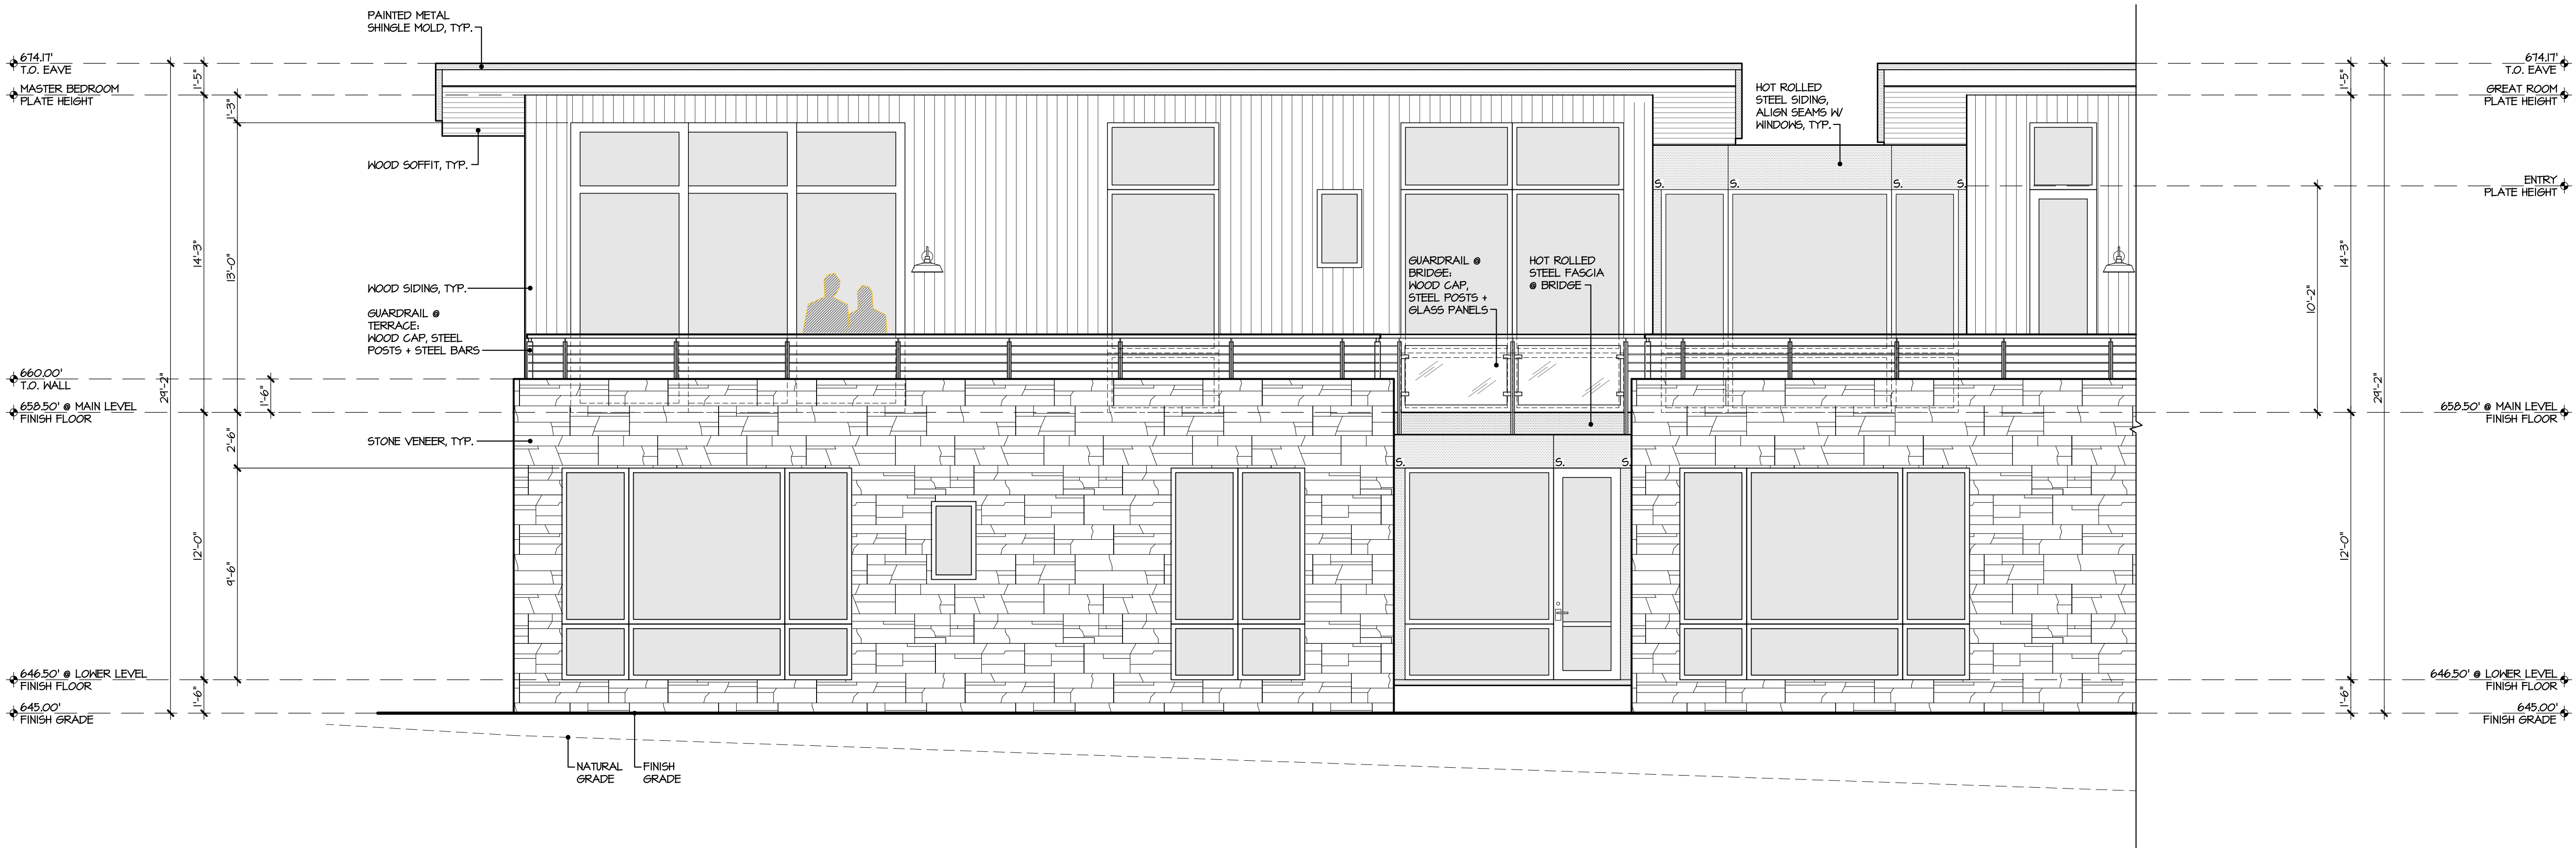 PAINTED METAL
SHINGLE MOLD, TYP.
674.17'
T.O. EAVE
MASTER BEDROOM
PLATE HEIGHT
1'-5"
1'-3"
WOOD SOFFIT, TYP.
14'-3"
13'-0"
WOOD SIDING, TYP.
GUARDRAIL @
TERRACE:
WOOD CAP, STEEL
POSTS + STEEL BARS
660.00'
T.O. WALL
29'-2"
1'-6"
658.50' @ MAIN LEVEL
FINISH FLOOR
2'-6"
STONE VENEER, TYP.
12'-0"
9'-6"
646.50' @ LOWER LEVEL
FINISH FLOOR
1'-6"
645.00'
FINISH GRADE
NATURAL
GRADE
FINISH
GRADE
HOT ROLLED
STEEL SIDING,
ALIGN SEAMS W/
WINDOWS, TYP.
S.
S.
S.
S.
GUARDRAIL @
BRIDGE:
WOOD CAP,
STEEL POSTS +
GLASS PANELS
HOT ROLLED
STEEL FASCIA
@ BRIDGE
S.
S.
S.
674.17'
T.O. EAVE
1'-5"
GREAT ROOM
PLATE HEIGHT
ENTRY
PLATE HEIGHT
14'-3"
10'-2"
29'-2"
658.50' @ MAIN LEVEL
FINISH FLOOR
12'-0"
646.50' @ LOWER LEVEL
FINISH FLOOR
1'-6"
645.00'
FINISH GRADE